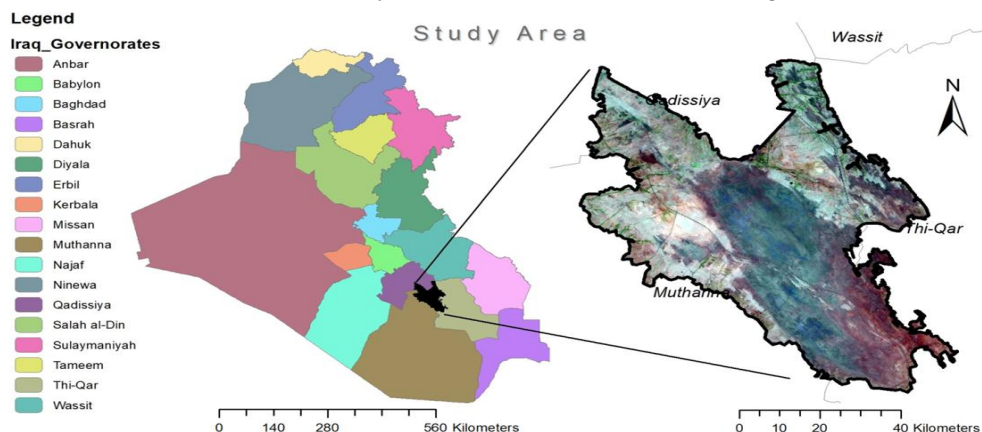 Legend
Iraq_Governorates
Anbar
Babylon
Baghdad
Basrah
Dahuk
Diyala
Erbil
Kerbala
Missan
Muthanna
Najaf
Ninewa
Qadissiya
Salah al-Din
Sulaymaniyah
Tameem
Thi-Qar
Wassit
Study Area
Wassit
Qadissiya
N
Thi-Qar
Muthanna
0 140 280 560 Kilometers
0 10 20 40 Kilometers